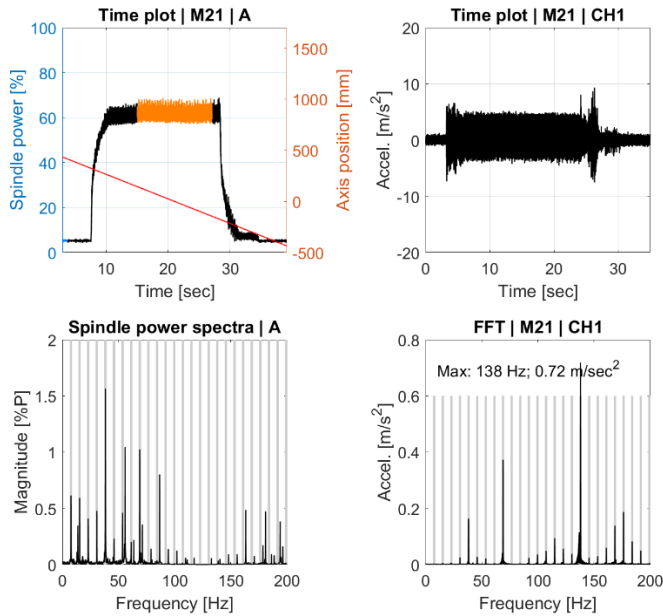 Time plot | M21 | A
Spindle power [%]
100
80
60
40
20
0
1500
1000
500
0
-500
Axis position [mm]
10 20 30
Time [sec]
Time plot | M21 | CH1
Accel. [m/s²]
20
10
0
-10
-20
0 10 20 30
Time [sec]
Spindle power spectra | A
Magnitude [%P]
2
1.5
1
0.5
0
0 50 100 150 200
Frequency [Hz]
FFT | M21 | CH1
Max: 138 Hz; 0.72 m/sec²
Accel. [m/s²]
0.8
0.6
0.4
0.2
0
0 50 100 150 200
Frequency [Hz]